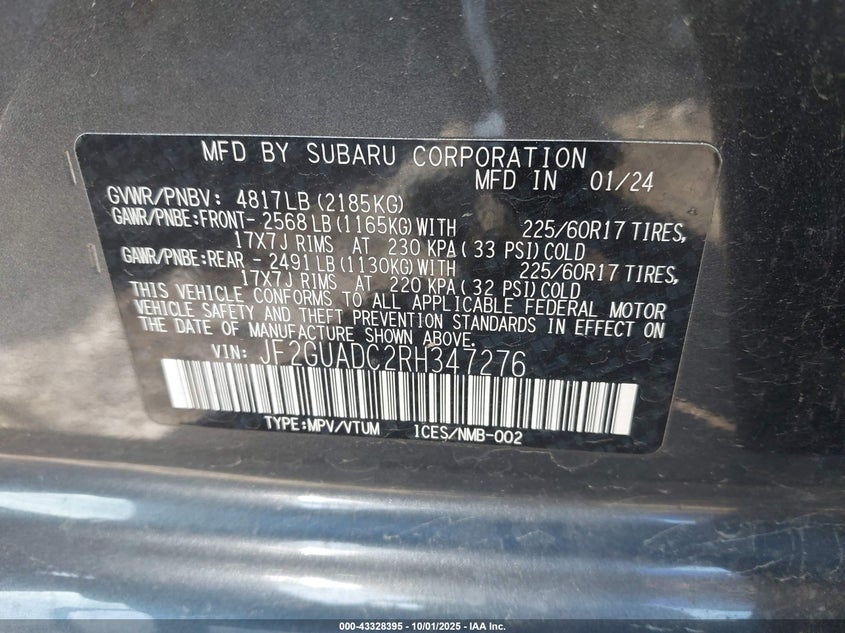 MFD BY SUBARU CORPORATION
MFD IN 01/24
GVWR/PNBV: 4817LB (2185KG)
GAWR/PNBE:FRONT- 2568 LB (1165KG) WITH 225/60R17 TIRES,
17X7J RIMS AT 230 KPA ( 33 PSI) COLD
GAWR/PNBE:REAR - 2491 LB (1130KG) WITH 225/60R17 TIRES,
17X7J RIMS AT 220 KPA ( 32 PSI) COLD
THIS VEHICLE CONFORMS TO ALL APPLICABLE FEDERAL MOTOR
VEHICLE SAFETY AND THEFT PREVENTION STANDARDS IN EFFECT ON
THE DATE OF MANUFACTURE SHOWN ABOVE.
VIN: JF2GUADC2RH347276
TYPE:MPV/VTUM ICES/NMB-002
000-43328395 - 10/01/2025 - IAA Inc.